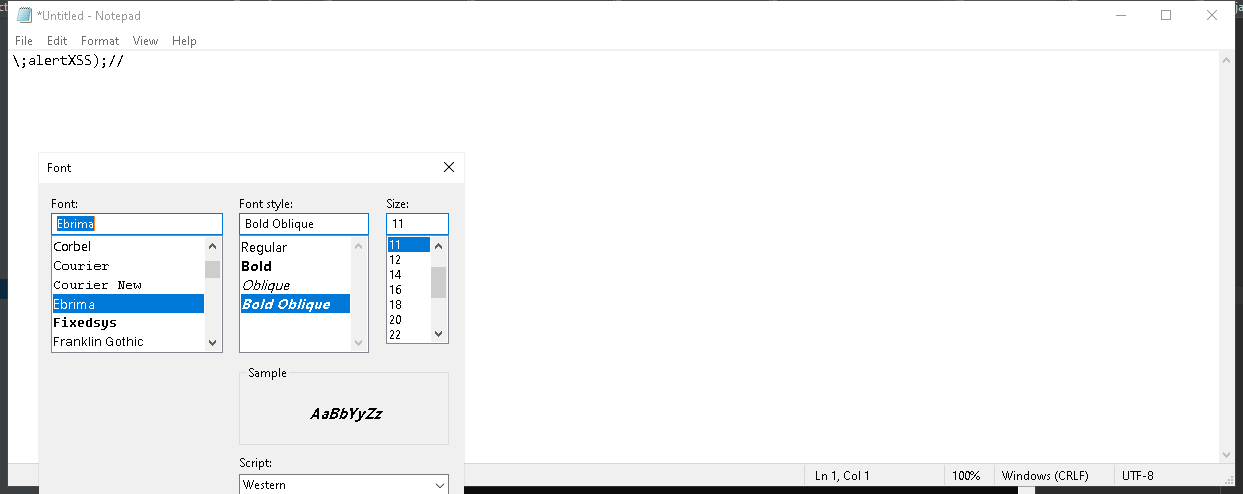 *Untitled - Notepad
File Edit Format View Help
\;alertXSS);//
Font
Font: Font style: Size:
Ebrima Bold Oblique 11
Corbel
Courier
Courier New
Ebrima
Fixedsys
Franklin Gothic
Regular
Bold
Oblique
Bold Oblique
11
12
14
16
18
20
22
Sample
AaBbYyZz
Script:
Western
Ln 1, Col 1 100% Windows (CRLF) UTF-8